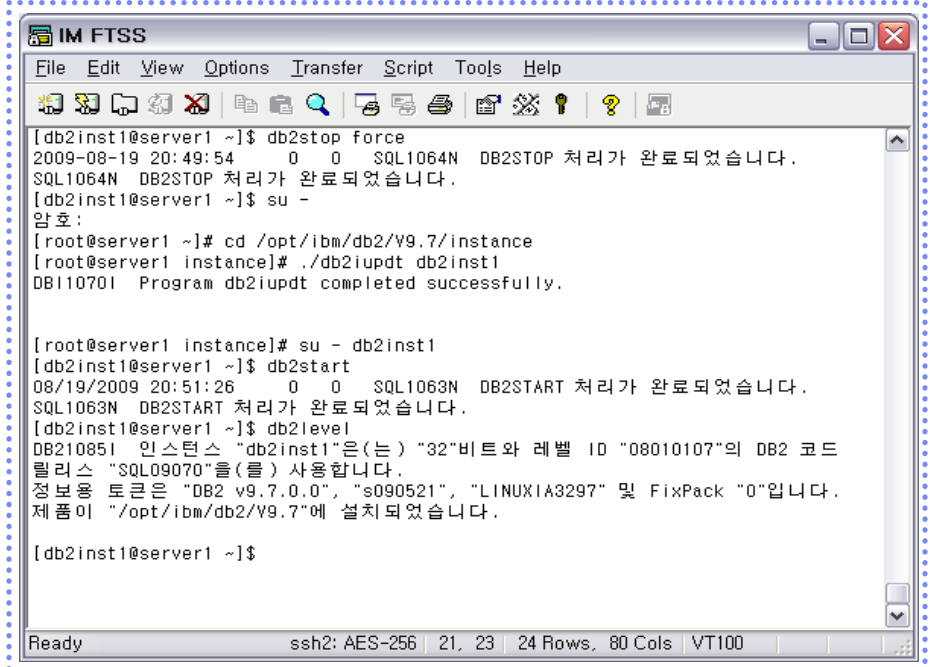 IM FTSS
File Edit View Options Transfer Script Tools Help
[db2inst1@server1 ~]$ db2stop force
2009-08-19 20:49:54 0 0 SQL1064N DB2STOP 처리가 완료되었습니다.
SQL1064N DB2STOP 처리가 완료되었습니다.
[db2inst1@server1 ~]$ su -
암호:
[root@server1 ~]# cd /opt/ibm/db2/V9.7/instance
[root@server1 instance]# ./db2iupdt db2inst1
DBI1070I Program db2iupdt completed successfully.
[root@server1 instance]# su - db2inst1
[db2inst1@server1 ~]$ db2start
08/19/2009 20:51:26 0 0 SQL1063N DB2START 처리가 완료되었습니다.
SQL1063N DB2START 처리가 완료되었습니다.
[db2inst1@server1 ~]$ db2level
DB21085I 인스턴스 "db2inst1"은(는) "32"비트와 레벨 ID "08010107"의 DB2 코드
릴리스 "SQL09070"을(를) 사용합니다.
정보용 토큰은 "DB2 v9.7.0.0", "s090521", "LINUXIA3297" 및 FixPack "0"입니다.
제품이 "/opt/ibm/db2/V9.7"에 설치되었습니다.
[db2inst1@server1 ~]$
Ready ssh2: AES-256 21, 23 24 Rows, 80 Cols VT100